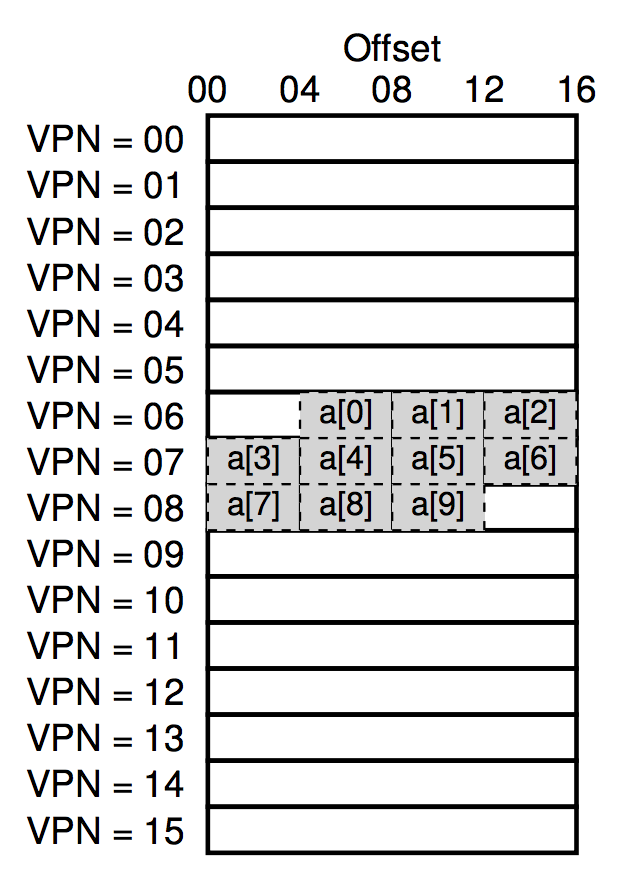 Offset
00 04 08 12 16
VPN = 00
VPN = 01
VPN = 02
VPN = 03
VPN = 04
VPN = 05
VPN = 06 a[0] a[1] a[2]
VPN = 07 a[3] a[4] a[5] a[6]
VPN = 08 a[7] a[8] a[9]
VPN = 09
VPN = 10
VPN = 11
VPN = 12
VPN = 13
VPN = 14
VPN = 15